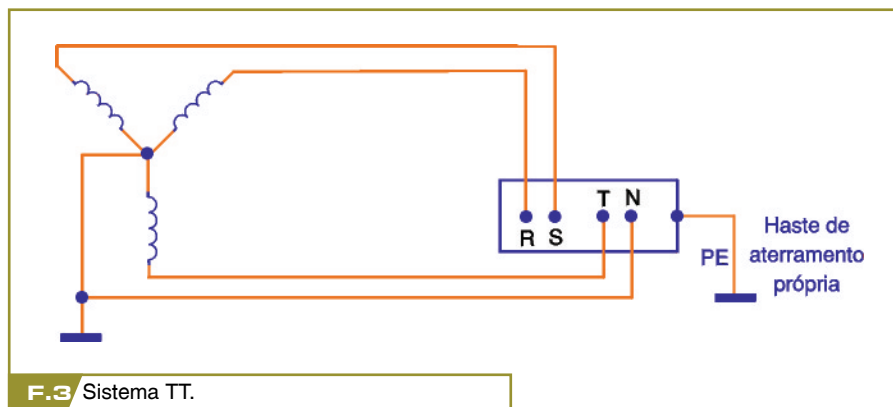 T N
R S
PE
Haste de
aterramento
própria
F.3 Sistema TT.